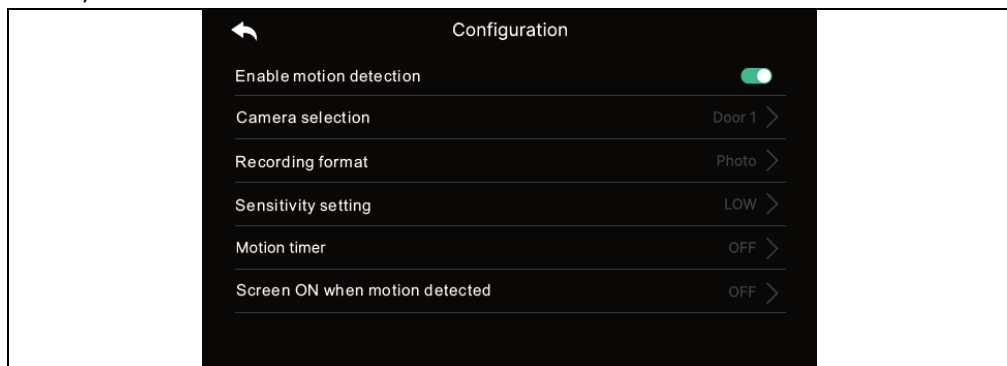 Configuration
Enable motion detection
Camera selection Door 1
Recording format Photo
Sensitivity setting LOW
Motion timer OFF
Screen ON when motion detected OFF